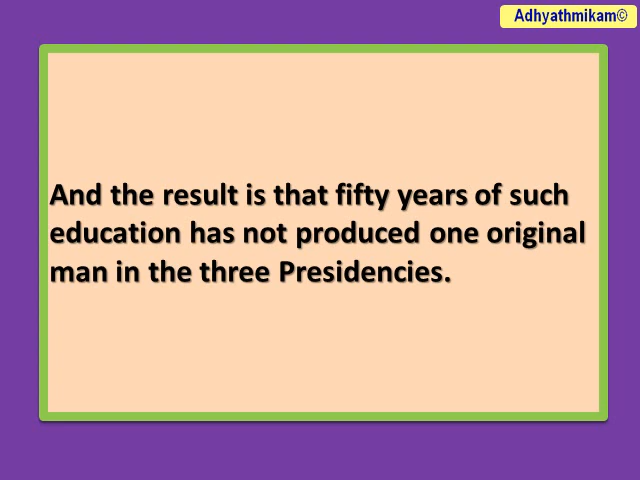 Adhyathmikam©
And the result is that fifty years of such
education has not produced one original
man in the three Presidencies.